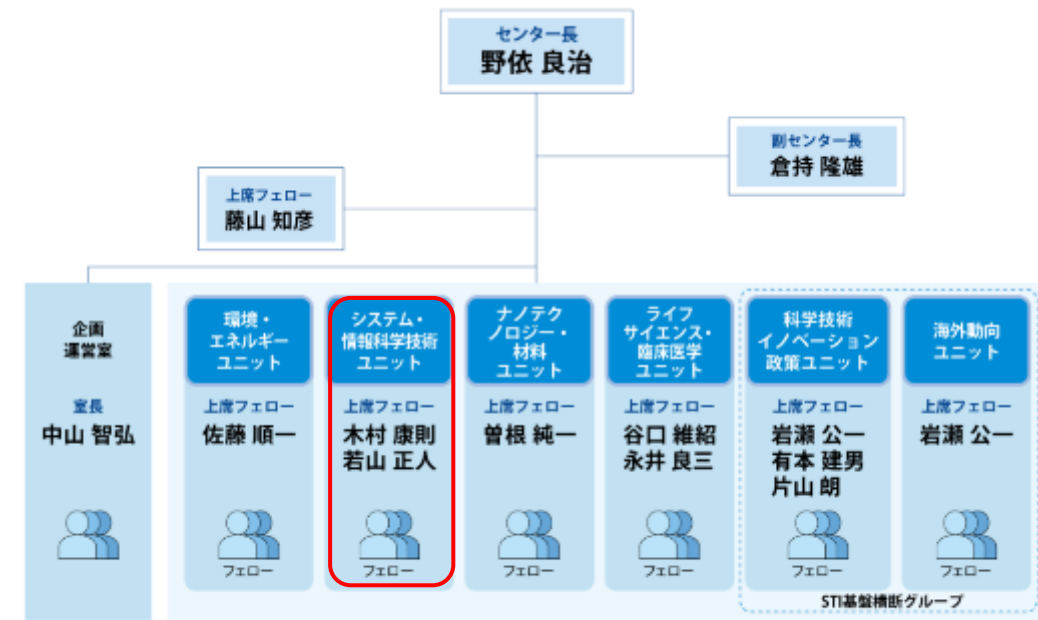 センター長
野依 良治
副センター長
倉持 隆雄
上席フェロー
藤山 知彦
企画
運営室
室長
中山 智弘
環境・
エネルギー
ユニット
上席フェロー
佐藤 順一
フェロー
システム・
情報科学技術
ユニット
上席フェロー
木村 康則
若山 正人
フェロー
ナノテク
ノロジー・
材料
ユニット
上席フェロー
曽根 純一
フェロー
ライフ
サイエンス・
臨床医学
ユニット
上席フェロー
谷口 維紹
永井 良三
フェロー
科学技術
イノベーション
政策ユニット
上席フェロー
岩瀬 公一
有本 建男
片山 朗
フェロー
海外動向
ユニット
上席フェロー
岩瀬 公一
フェロー
STI基盤横断グループ